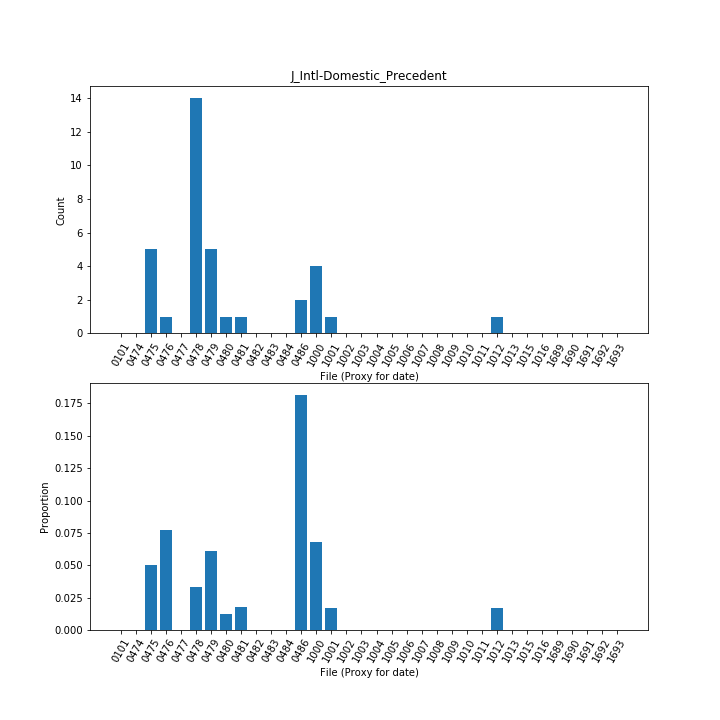 J_Intl-Domestic_Precedent
14
12
10
8
6
4
2
0
Count
0101 0474 0475 0476 0477 0478 0479 0480 0481 0482 0483 0484 0486 1000 1001 1002 1003 1004 1005 1006 1007 1008 1009 1010 1011 1012 1013 1015 1016 1689 1690 1691 1692 1693
File (Proxy for date)
0.175
0.150
0.125
0.100
0.075
0.050
0.025
0.000
Proportion
0101 0474 0475 0476 0477 0478 0479 0480 0481 0482 0483 0484 0486 1000 1001 1002 1003 1004 1005 1006 1007 1008 1009 1010 1011 1012 1013 1015 1016 1689 1690 1691 1692 1693
File (Proxy for date)